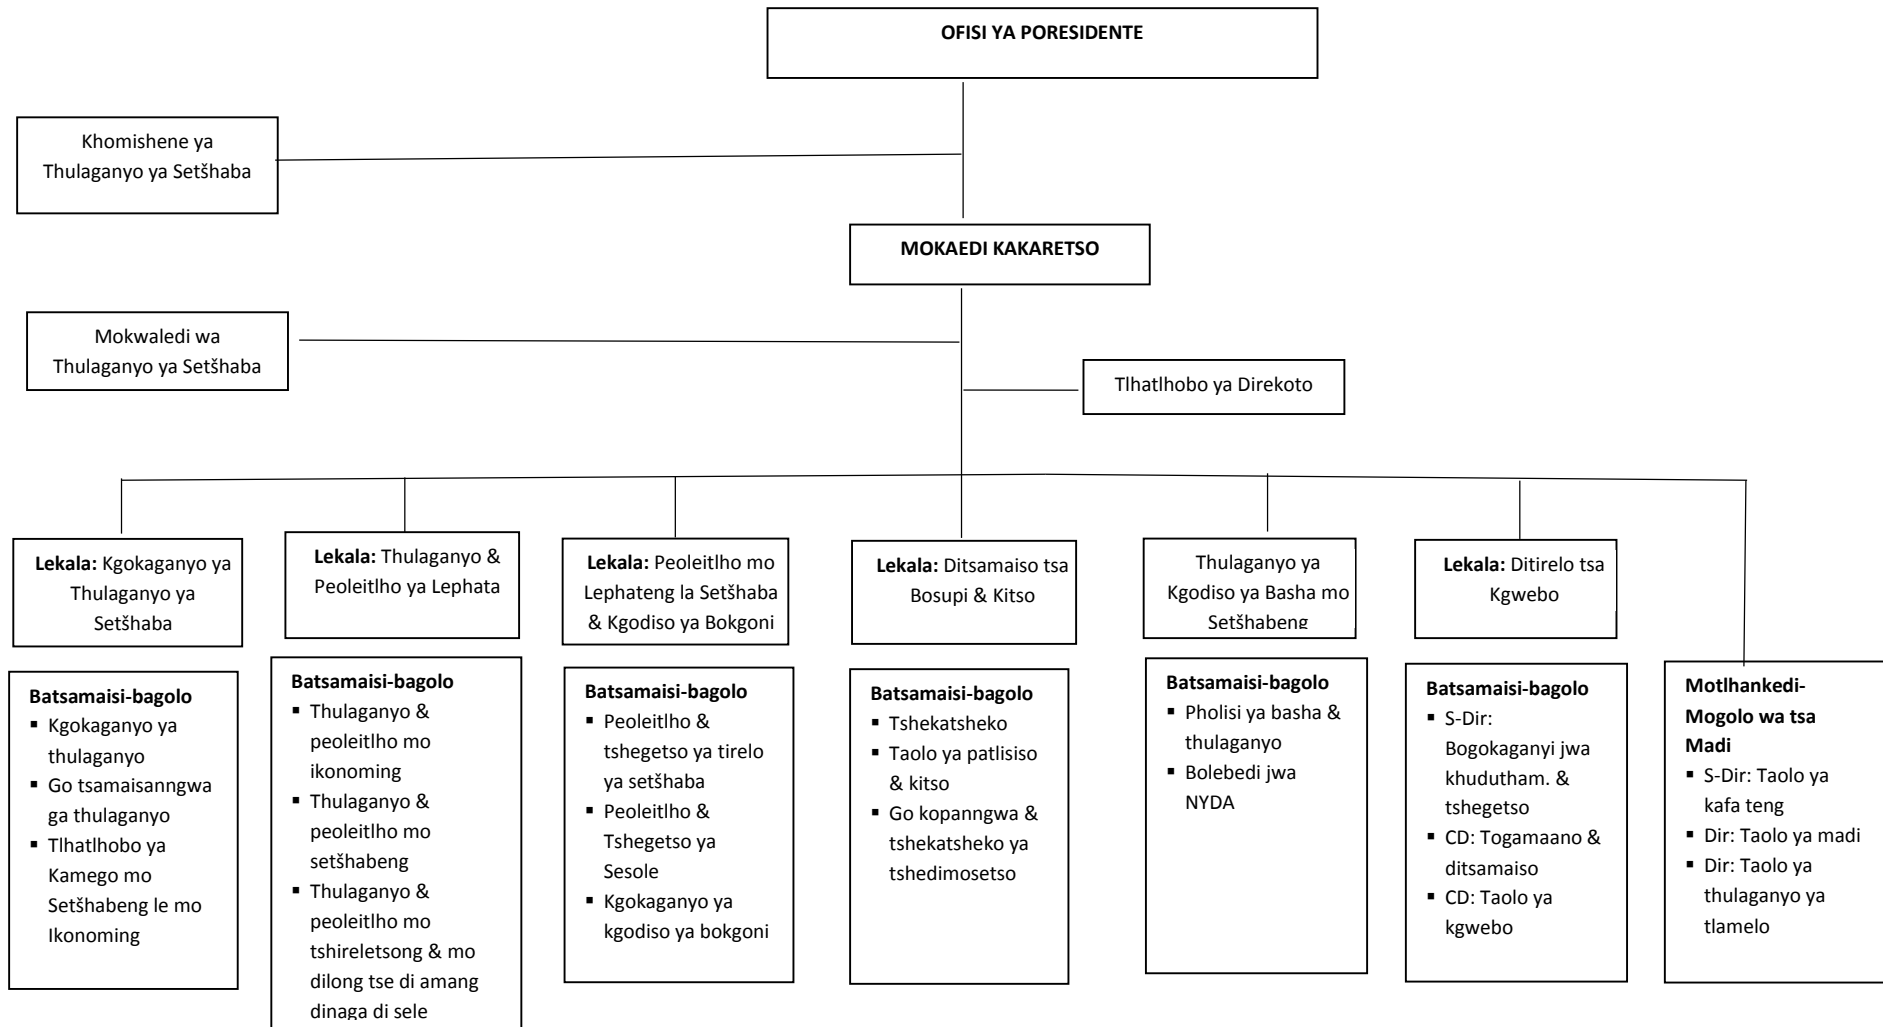 OFISI YA PORESIDENTE
Khomishene ya
Thulaganyo ya Setšhaba
MOKAEDI KAKARETSO
Mokwaledi wa
Thulaganyo ya Setšhaba
Tlhatlhobo ya Direkoto
Lekala: Kgokaganyo ya
Thulaganyo ya
Setšhaba
Lekala: Thulaganyo &
Peoleitlho ya Lephata
Lekala: Peoleitlho mo
Lephateng la Setšhaba
& Kgodiso ya Bokgoni
Lekala: Ditsamaiso tsa
Bosupi & Kitso
Thulaganyo ya
Kgodiso ya Basha mo
Setšhabeng
Lekala: Ditirelo tsa
Kgwebo
Batsamaisi-bagolo
▪ Kgokaganyo ya
thulaganyo
▪ Go tsamaisanngwa
ga thulaganyo
▪ Tlhatlhobo ya
Kamego mo
Setšhabeng le mo
Ikonoming
Batsamaisi-bagolo
▪ Thulaganyo &
peoleitlho mo
ikonoming
▪ Thulaganyo &
peoleitlho mo
setšhabeng
▪ Thulaganyo &
peoleitlho mo
tshireletsong & mo
dilong tse di amang
dinaga di sele
Batsamaisi-bagolo
▪ Peoleitlho &
tshegetso ya tirelo
ya setšhaba
▪ Peoleitlho &
Tshegetso ya
Sesole
▪ Kgokaganyo ya
kgodiso ya bokgoni
Batsamaisi-bagolo
▪ Tshekatsheko
▪ Taolo ya patlisiso
& kitso
▪ Go kopanngwa &
tshekatsheko ya
tshedimosetso
Batsamaisi-bagolo
▪ Pholisi ya basha &
thulaganyo
▪ Bolebedi jwa
NYDA
Batsamaisi-bagolo
▪ S-Dir:
Bogokaganyi jwa
khudutham. &
tshegetso
▪ CD: Togamaano &
ditsamaiso
▪ CD: Taolo ya
kgwebo
Motlhankedi-
Mogolo wa tsa
Madi
▪ S-Dir: Taolo ya
kafa teng
▪ Dir: Taolo ya madi
▪ Dir: Taolo ya
thulaganyo ya
tlamelo